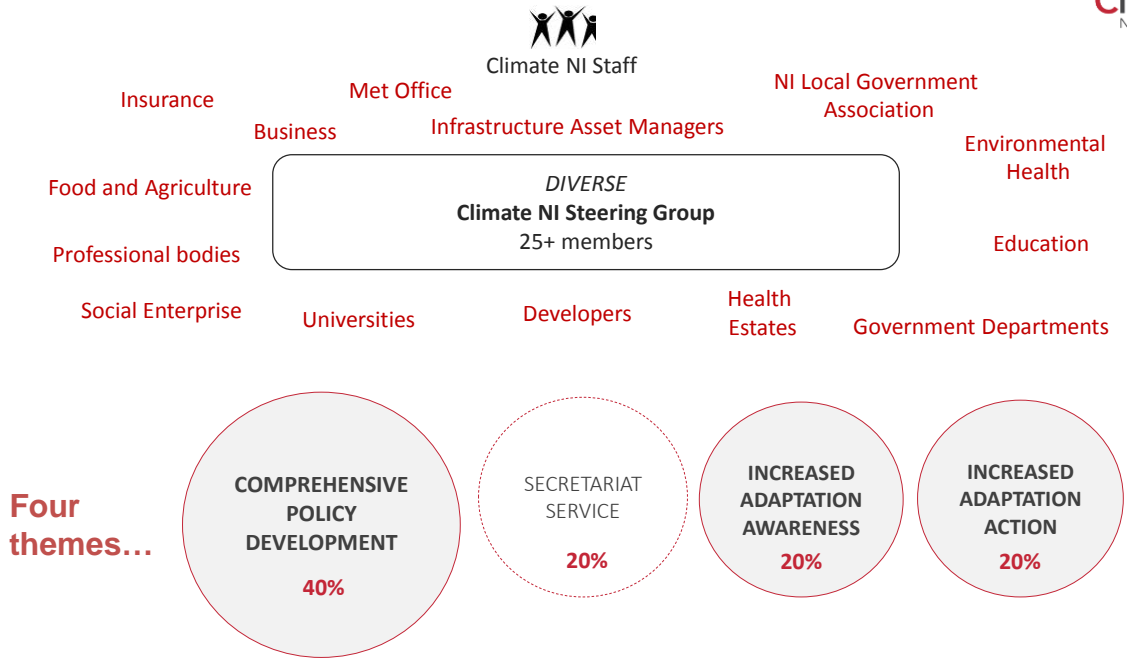 Climate NI Staff
Insurance
Met Office
NI Local Government
Association
Business
Infrastructure Asset Managers
Environmental
Health
Food and Agriculture
DIVERSE
Climate NI Steering Group
25+ members
Professional bodies
Education
Social Enterprise
Universities
Developers
Health
Estates
Government Departments
Four
themes…
COMPREHENSIVE
POLICY
DEVELOPMENT
40%
SECRETARIAT
SERVICE
20%
INCREASED
ADAPTATION
AWARENESS
20%
INCREASED
ADAPTATION
ACTION
20%